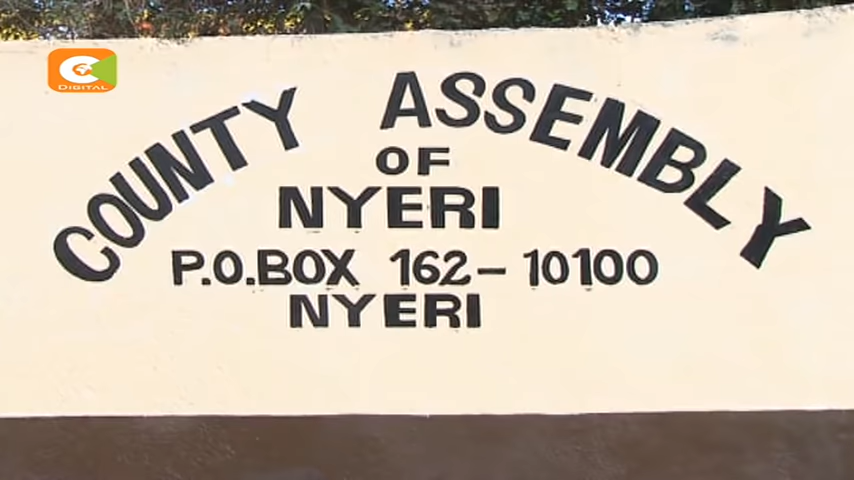 C
DIGITAL
COUNTY ASSEMBLY
OF
NYERI
P.O.BOX 162-10100
NYERI